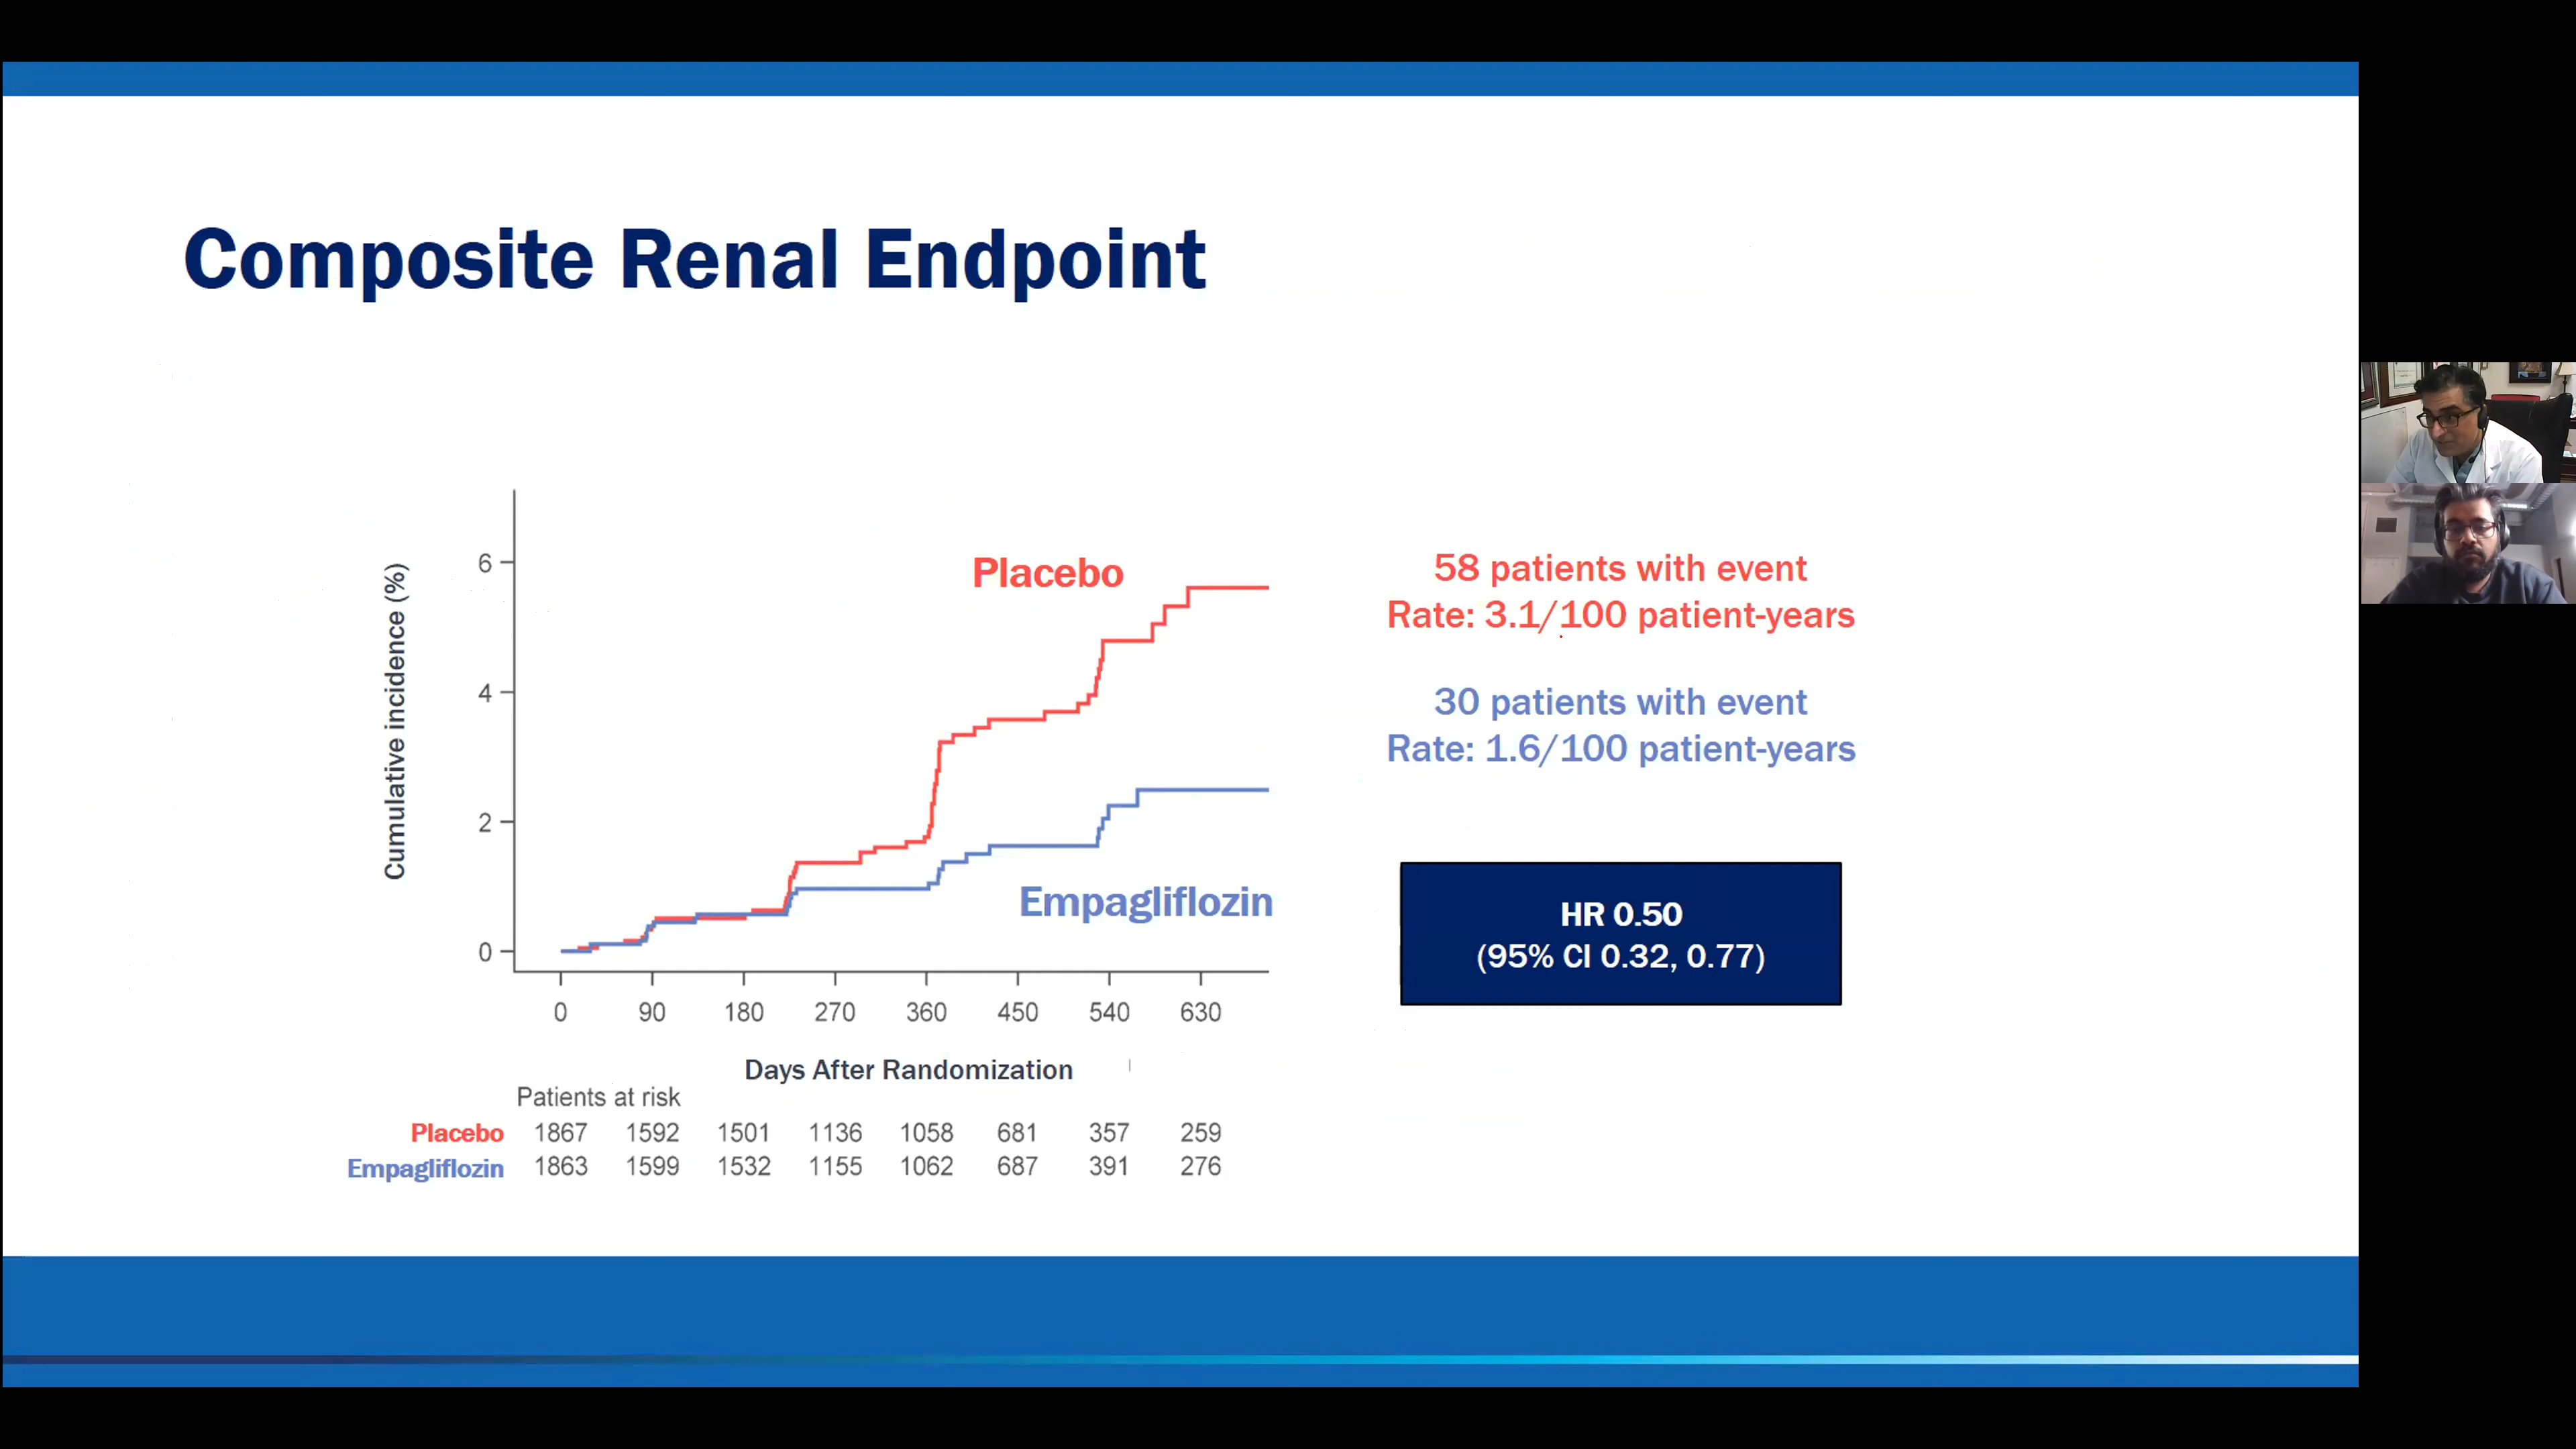 Composite Renal Endpoint
Cumulative incidence (%)
6
4
2
0
Placebo
Empagliflozin
0 90 180 270 360 450 540 630
Days After Randomization
Patients at risk
Placebo 1867 1592 1501 1136 1058 681 357 259
Empagliflozin 1863 1599 1532 1155 1062 687 391 276
58 patients with event
Rate: 3.1/100 patient-years
30 patients with event
Rate: 1.6/100 patient-years
HR 0.50
(95% CI 0.32, 0.77)